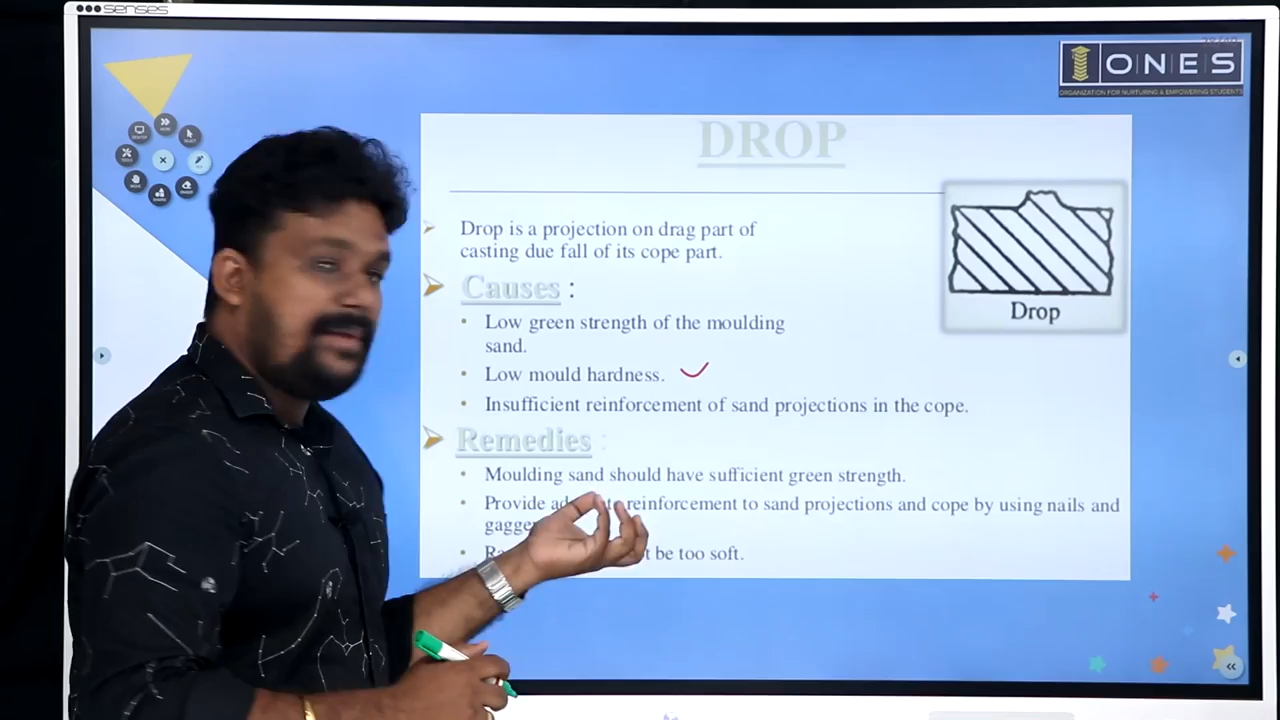 senses
ONES
ORGANIZATION FOR NURTURING & EMPOWERING STUDENTS
DROP
Drop is a projection on drag part of
casting due fall of its cope part.
Drop
Causes :
Low green strength of the moulding
sand.
Low mould hardness.
Insufficient reinforcement of sand projections in the cope.
Remedies :
Moulding sand should have sufficient green strength.
Provide reinforcement to sand projections and cope by using nails and
be too soft.